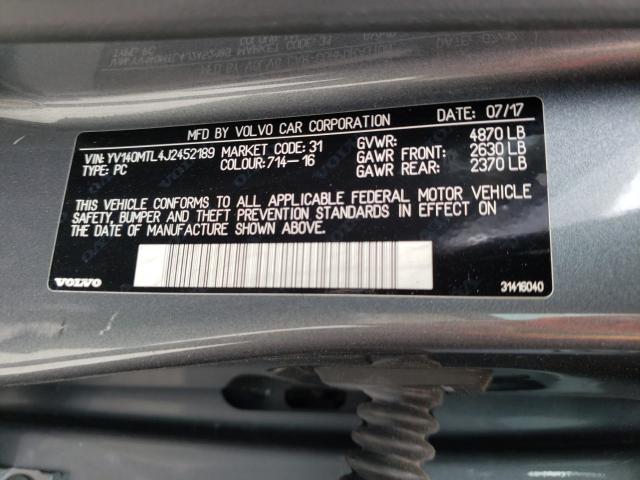 MFD BY VOLVO CAR CORPORATION DATE: 07/17
VIN: YV140MTL4J2452189 MARKET CODE: 31 GVWR: 4870 LB
TYPE: PC COLOUR: 714-16 GAWR FRONT: 2630 LB
GAWR REAR: 2370 LB
THIS VEHICLE CONFORMS TO ALL APPLICABLE FEDERAL MOTOR VEHICLE
SAFETY, BUMPER AND THEFT PREVENTION STANDARDS IN EFFECT ON
THE DATE OF MANUFACTURE SHOWN ABOVE.
VOLVO 31416040